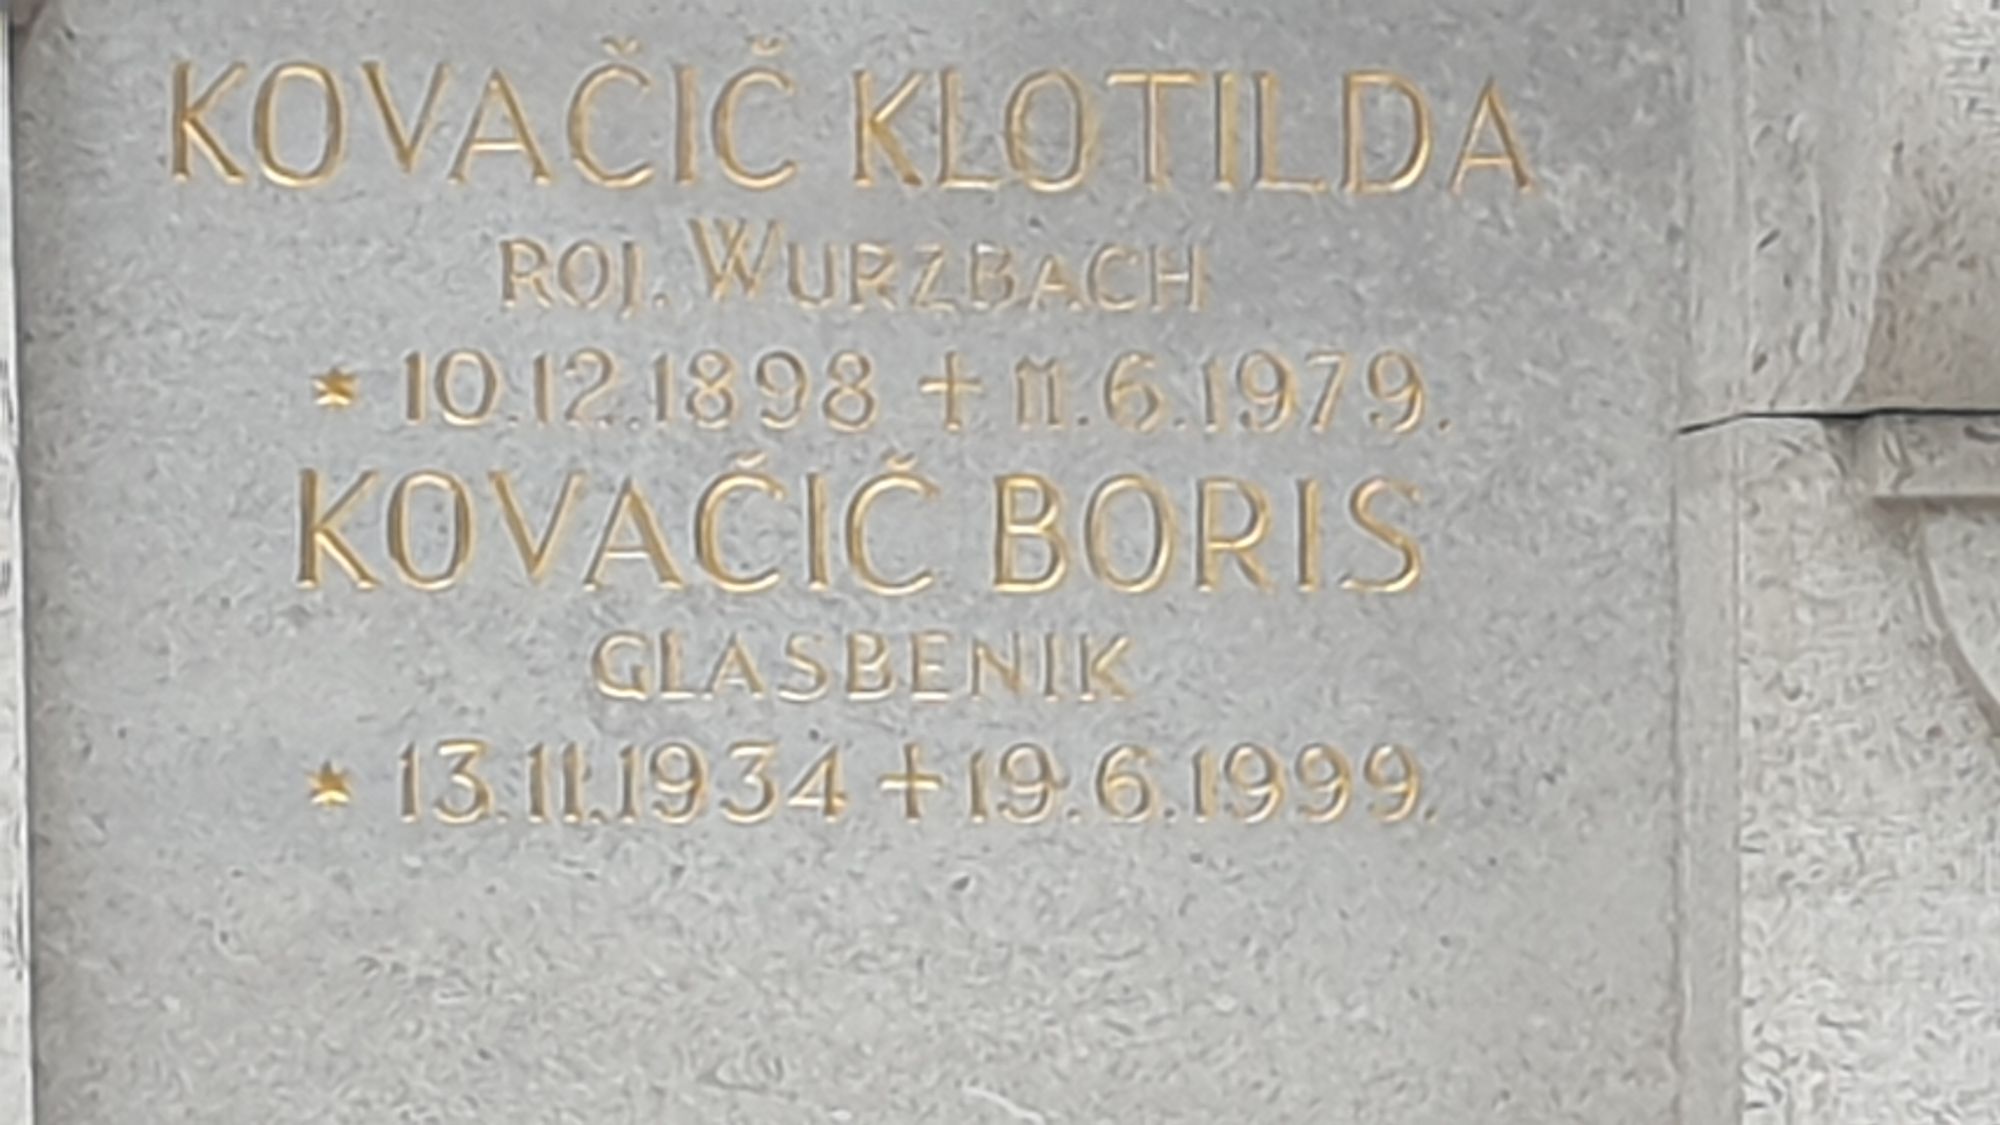 KOVAČIČ KLOTILDA
ROJ. WURZBACH
* 10.12.1898 † 11.6.1979.
KOVAČIČ BORIS
GLASBENIK
* 13.11.1934 † 19.6.1999.